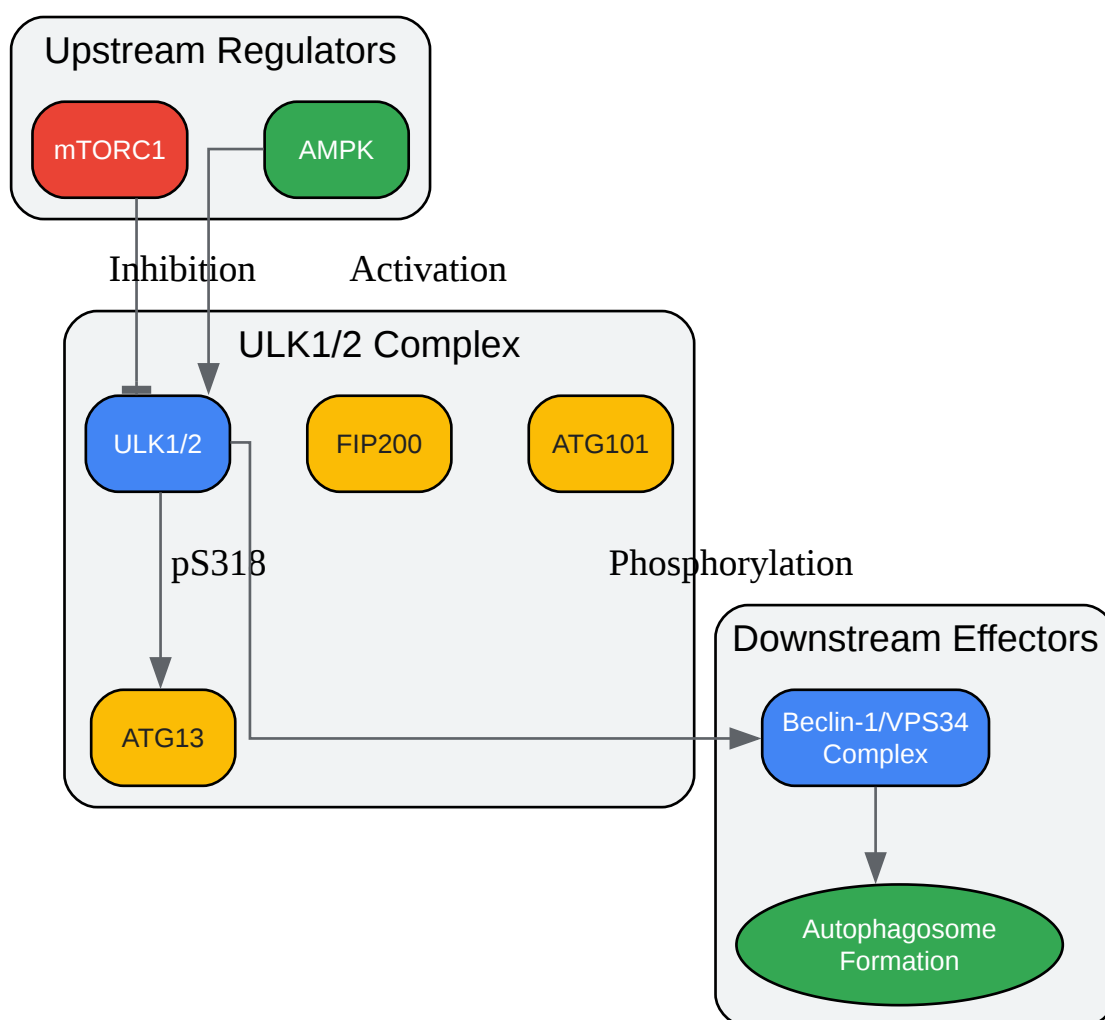 Upstream Regulators
mTORC1
AMPK
Inhibition
Activation
ULK1/2 Complex
ULK1/2
FIP200
ATG101
pS318
Phosphorylation
Downstream Effectors
ATG13
Beclin-1/VPS34
Complex
Autophagosome
Formation